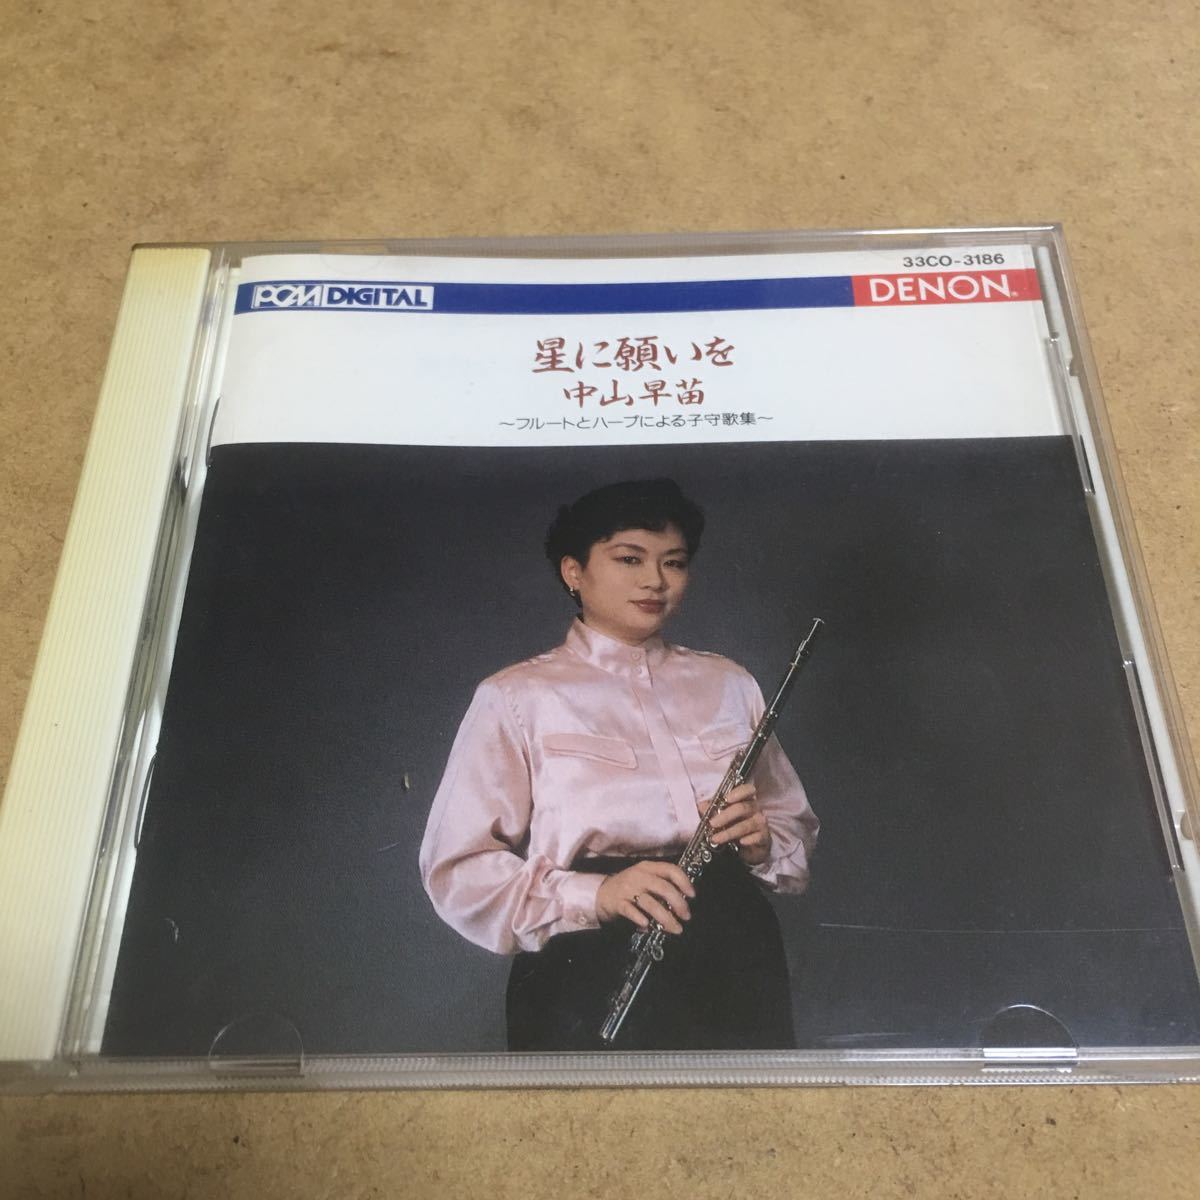 33CO-3186
PCM DIGITAL
DENON
星に願いを
中山早苗
～フルートとハープによる子守歌集～